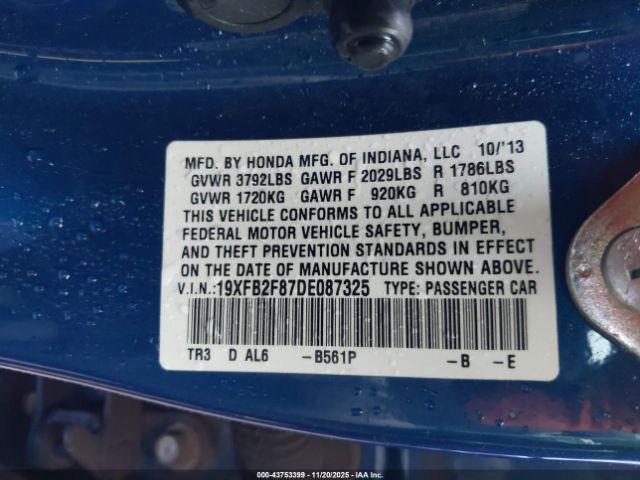 MFD. BY HONDA MFG. OF INDIANA, LLC 10/'13
GVWR 3792LBS GAWR F 2029LBS R 1786LBS
GVWR 1720KG GAWR F 920KG R 810KG
THIS VEHICLE CONFORMS TO ALL APPLICABLE
FEDERAL MOTOR VEHICLE SAFETY, BUMPER,
AND THEFT PREVENTION STANDARDS IN EFFECT
ON THE DATE OF MANUFACTURE SHOWN ABOVE.
V.I.N.:19XFB2F87DE087325 TYPE: PASSENGER CAR
TR3 D AL6 -B561P -B -E
000-43753399 - 11/20/2025 - IAAI.COM